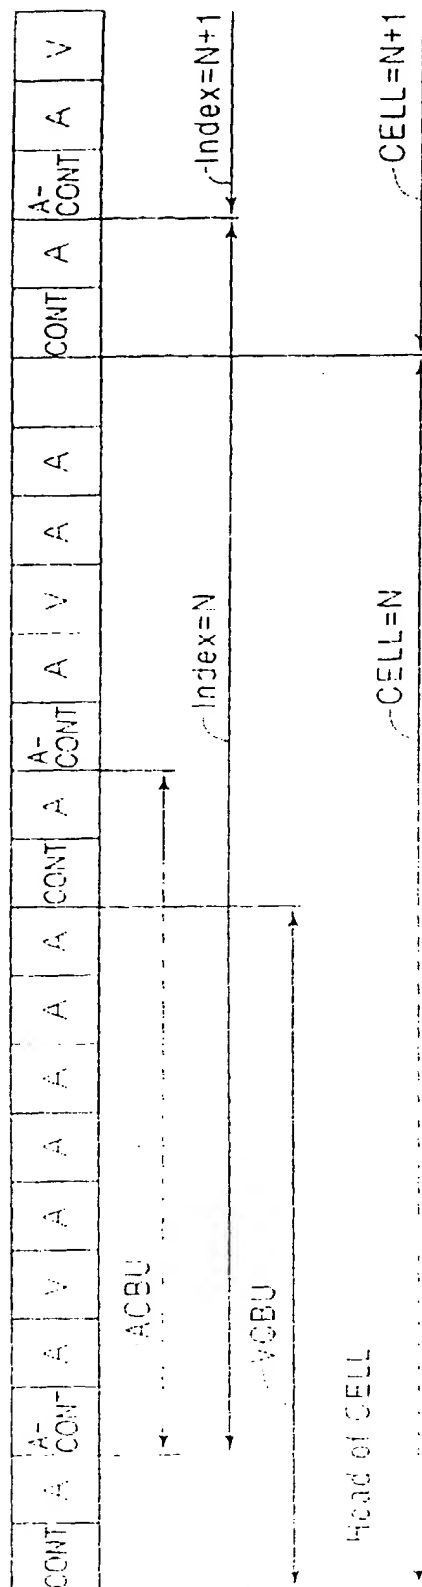 CONT A A-CONT A V A A A A A CONT A A-CONT A V A A CONT A A-CONT A V
ACBU
Index=N Index=N+1
VCBU
Head of CELL
CELL=N CELL=N+1